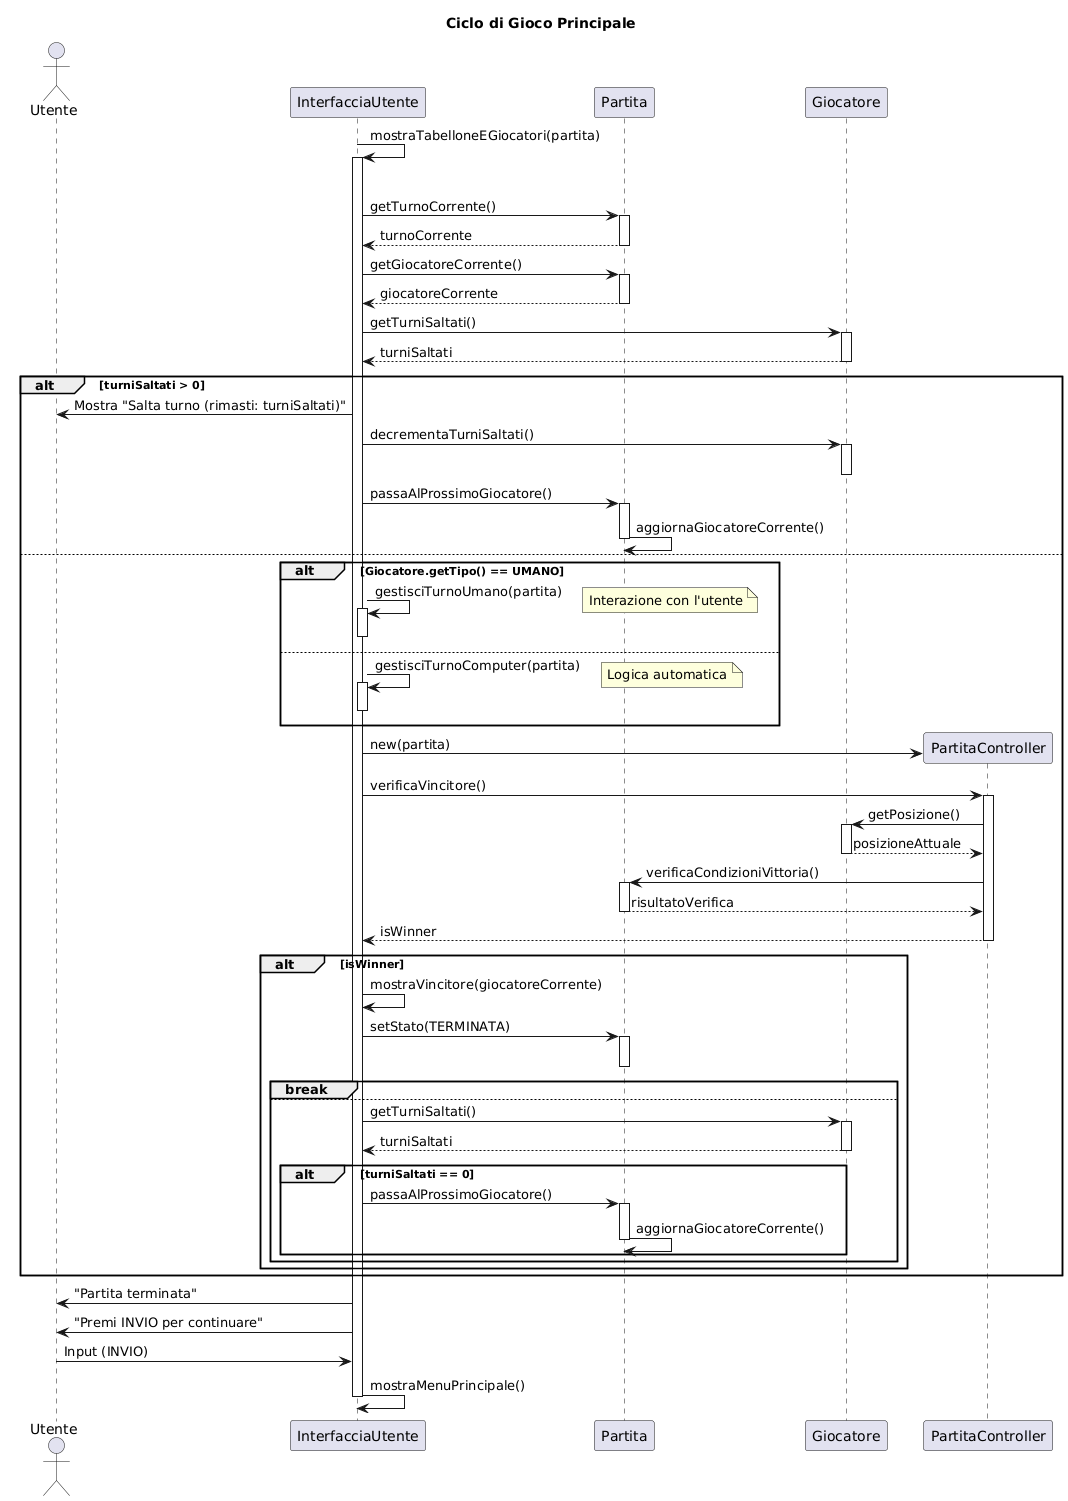 Ciclo di Gioco Principale
Utente
InterfacciaUtente
Partita
Giocatore
mostraTabelloneEGiocatori(partita)
getTurnoCorrente()
turnoCorrente
getGiocatoreCorrente()
giocatoreCorrente
getTurniSaltati()
turniSaltati
alt [turniSaltati > 0]
Mostra "Salta turno (rimasti: turniSaltati)"
decrementaTurniSaltati()
passaAlProssimoGiocatore()
aggiornaGiocatoreCorrente()
alt [Giocatore.getTipo() == UMANO]
gestisciTurnoUmano(partita)
Interazione con l'utente
gestisciTurnoComputer(partita)
Logica automatica
new(partita)
PartitaController
verificaVincitore()
getPosizione()
posizioneAttuale
verificaCondizioniVittoria()
risultatoVerifica
isWinner
alt [isWinner]
mostraVincitore(giocatoreCorrente)
setStato(TERMINATA)
break
getTurniSaltati()
turniSaltati
alt [turniSaltati == 0]
passaAlProssimoGiocatore()
aggiornaGiocatoreCorrente()
"Partita terminata"
"Premi INVIO per continuare"
Input (INVIO)
mostraMenuPrincipale()
Utente
InterfacciaUtente
Partita
Giocatore
PartitaController